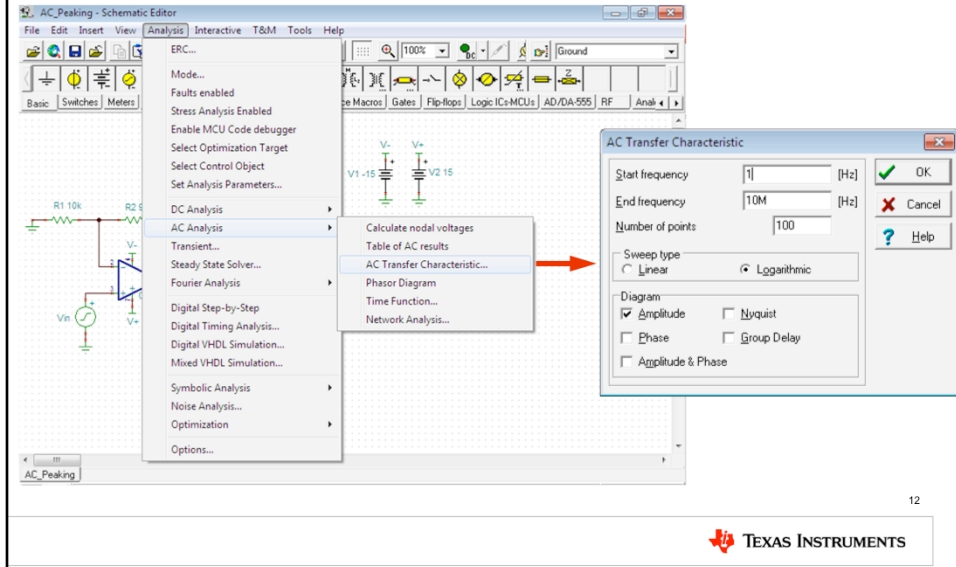 AC_Peaking - Schematic Editor
File Edit Insert View Analysis Interactive T&M Tools Help
100%
DC
Ground
Z
Basic Switches Meters
ce Macros Gates Flip-flops Logic ICs-MCUs AD/DA-555 RF Anal
ERC...
Mode...
Faults enabled
Stress Analysis Enabled
Enable MCU Code debugger
Select Optimization Target
Select Control Object
Set Analysis Parameters...
DC Analysis
AC Analysis
Transient...
Steady State Solver...
Fourier Analysis
Digital Step-by-Step
Digital Timing Analysis...
Digital VHDL Simulation...
Mixed VHDL Simulation...
Symbolic Analysis
Noise Analysis...
Optimization
Options...
Calculate nodal voltages
Table of AC results
AC Transfer Characteristic...
Phasor Diagram
Time Function...
Network Analysis...
V- V+
V1 -15 V2 15
R1 10k
R2 9
V-
Vin
V+
AC_Peaking
AC Transfer Characteristic
Start frequency 1 [Hz]
End frequency 10M [Hz]
Number of points 100
Sweep type
Linear Logarithmic
Diagram
Amplitude Nyquist
Phase Group Delay
Amplitude & Phase
OK
Cancel
Help
12
TEXAS INSTRUMENTS